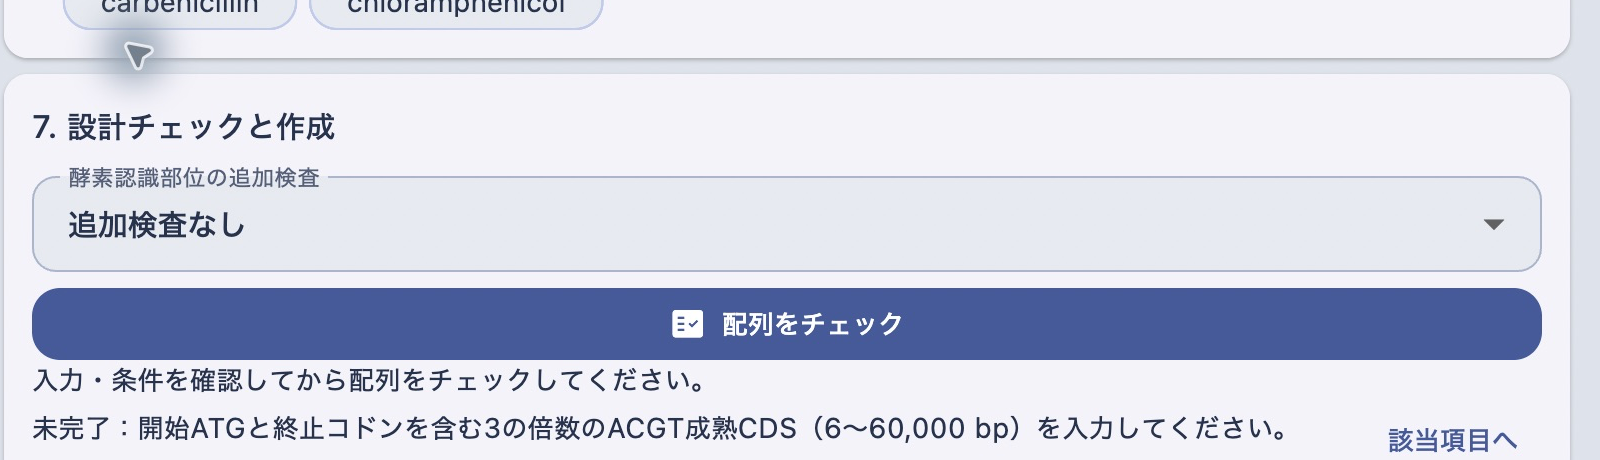 carbenicillin chloramphenicol
7. 設計チェックと作成
酵素認識部位の追加検査
追加検査なし
配列をチェック
入力・条件を確認してから配列をチェックしてください。
未完了：開始ATGと終止コドンを含む3の倍数のACGT成熟CDS（6〜60,000 bp）を入力してください。
該当項目へ